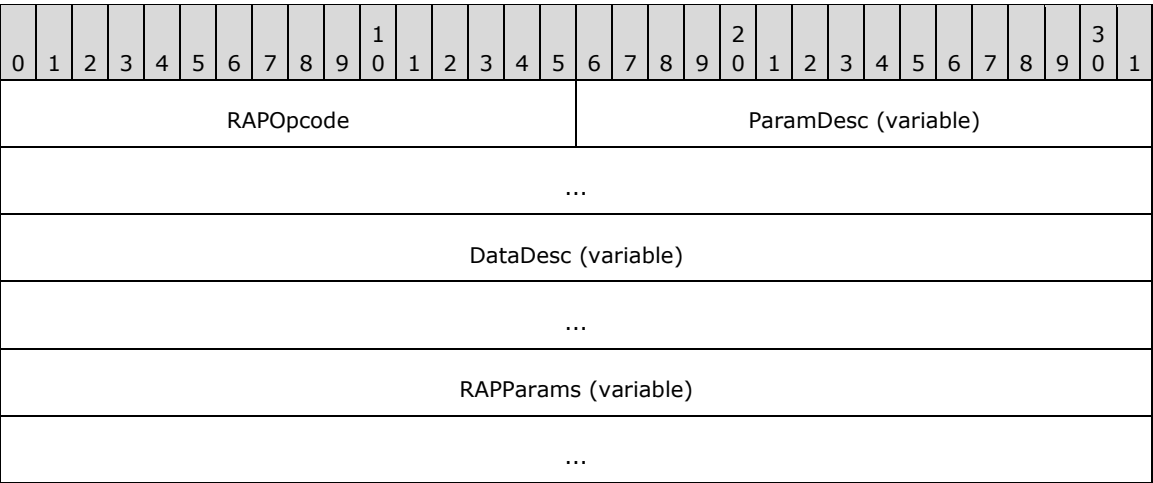 1 2 3
0 1 2 3 4 5 6 7 8 9 0 1 2 3 4 5 6 7 8 9 0 1 2 3 4 5 6 7 8 9 0 1
RAPOpcode ParamDesc (variable)
...
DataDesc (variable)
...
RAPParams (variable)
...